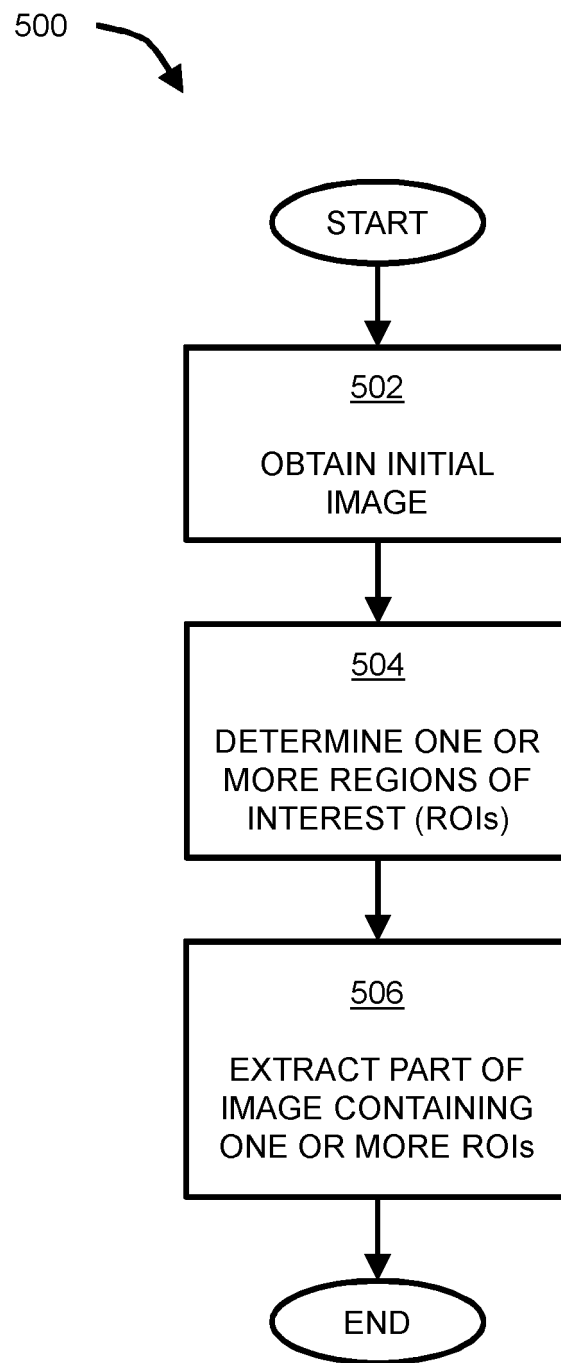 500
START
502
OBTAIN INITIAL
IMAGE
504
DETERMINE ONE OR
MORE REGIONS OF
INTEREST (ROIs)
506
EXTRACT PART OF
IMAGE CONTAINING
ONE OR MORE ROIs
END